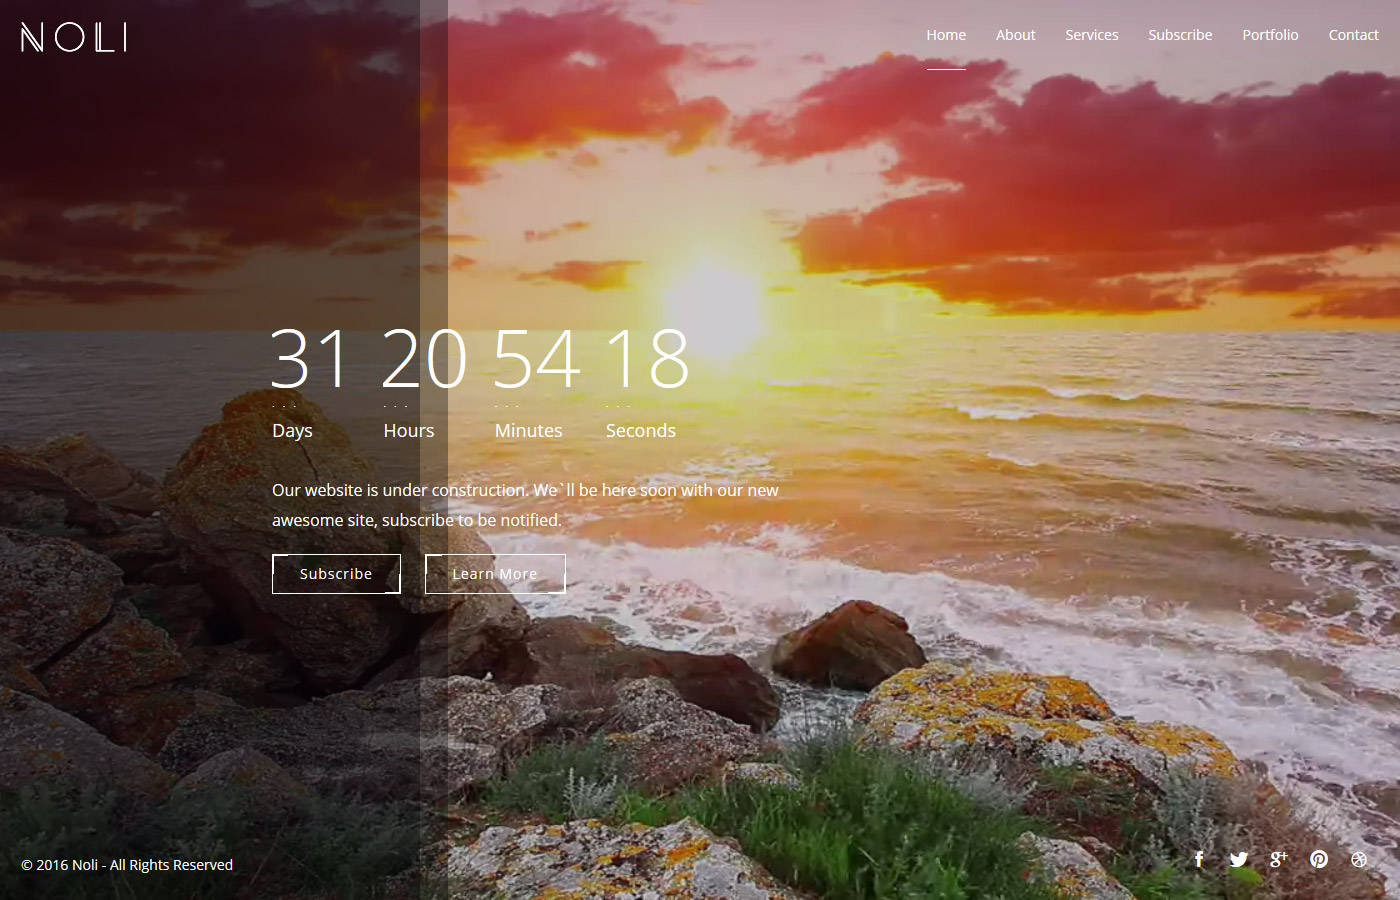 NOLI
Home About Services Subscribe Portfolio Contact
31 20 54 18
Days Hours Minutes Seconds
Our website is under construction. We`ll be here soon with our new
awesome site, subscribe to be notified.
Subscribe Learn More
© 2016 Noli - All Rights Reserved